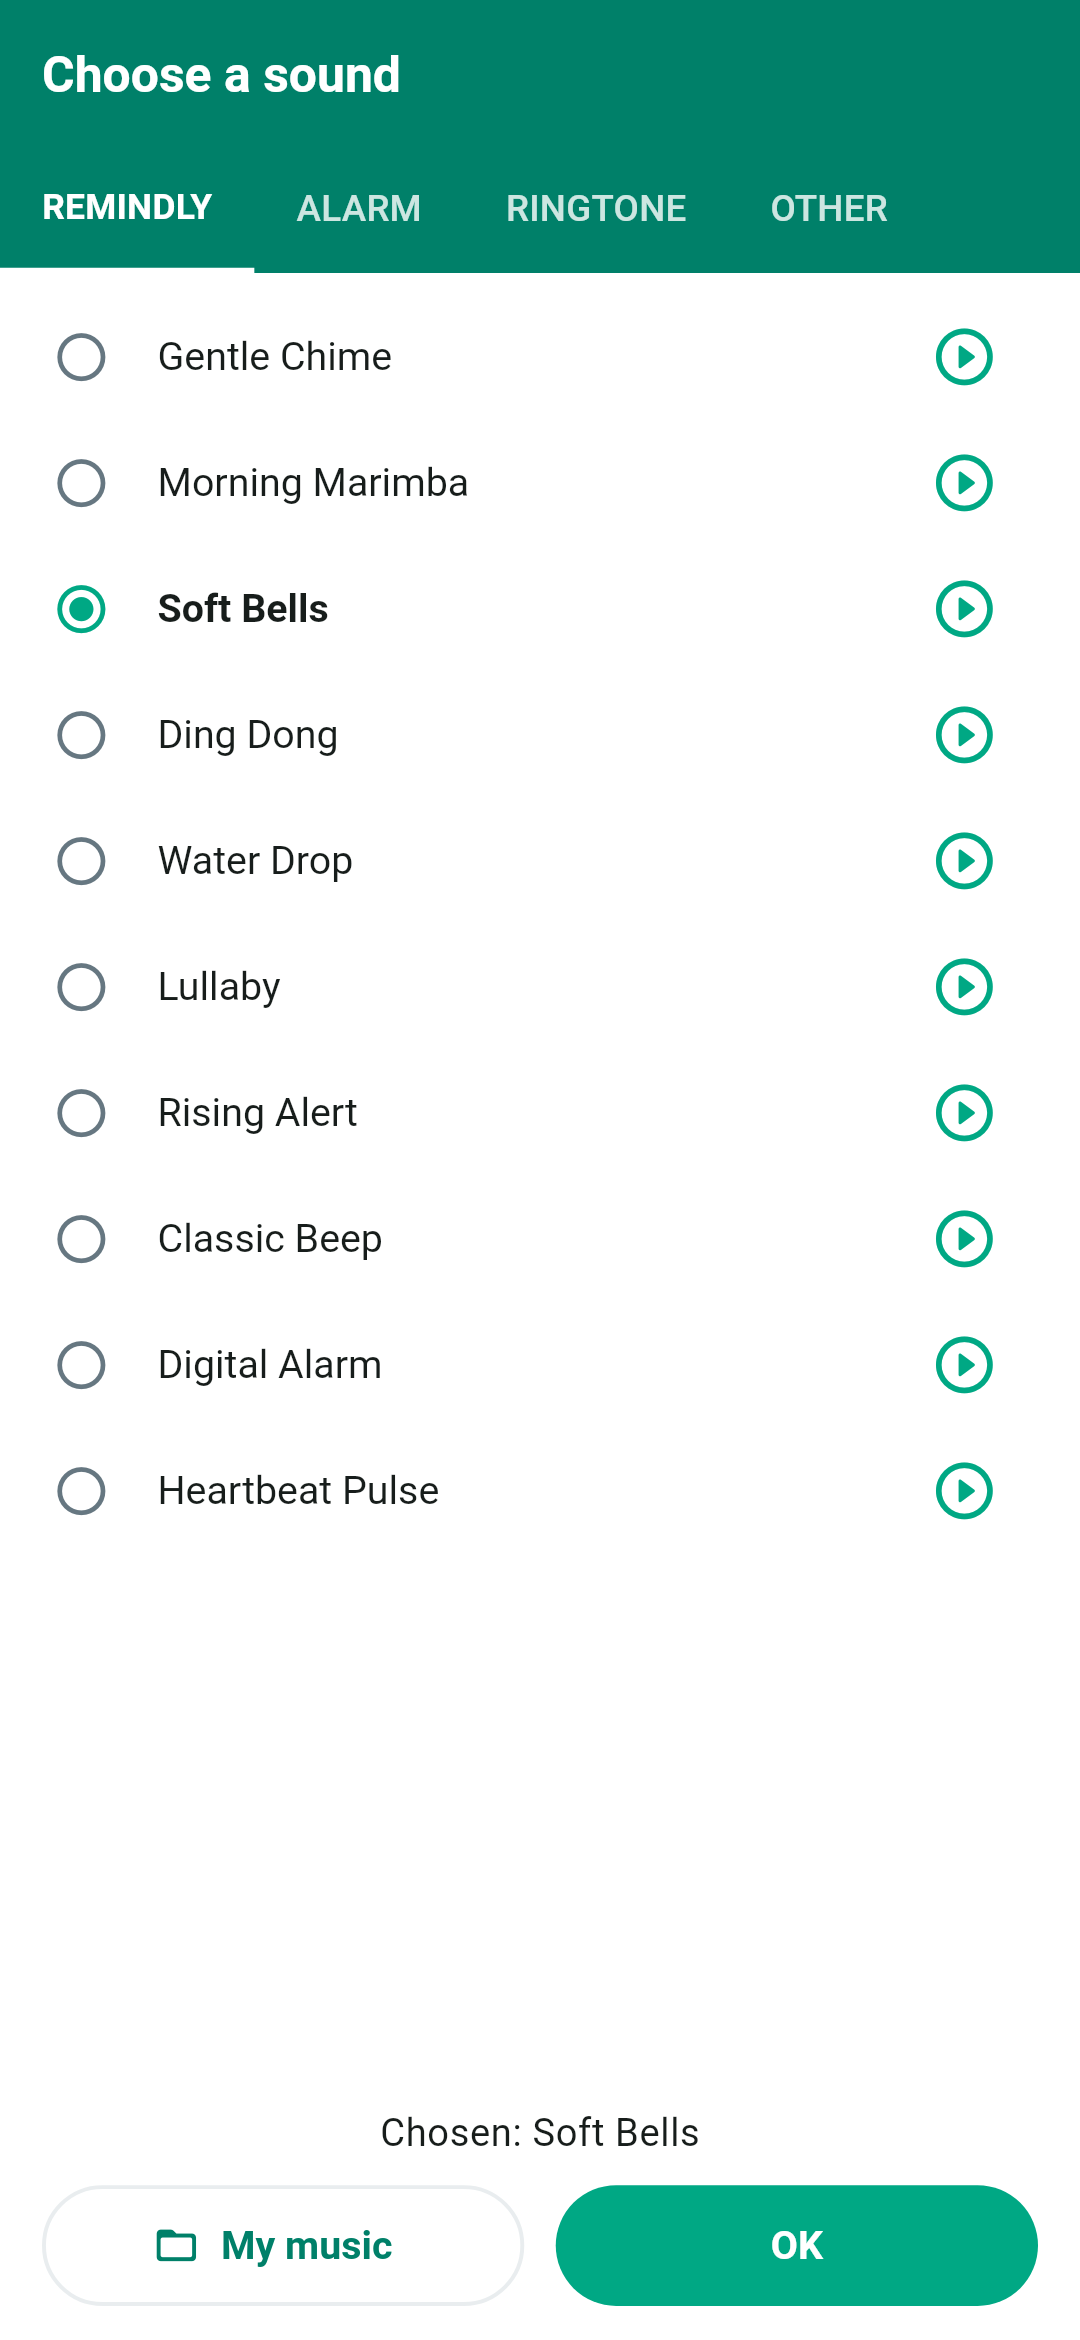 Choose a sound
REMINDLY ALARM RINGTONE OTHER
Gentle Chime
Morning Marimba
Soft Bells
Ding Dong
Water Drop
Lullaby
Rising Alert
Classic Beep
Digital Alarm
Heartbeat Pulse
Chosen: Soft Bells
My music OK